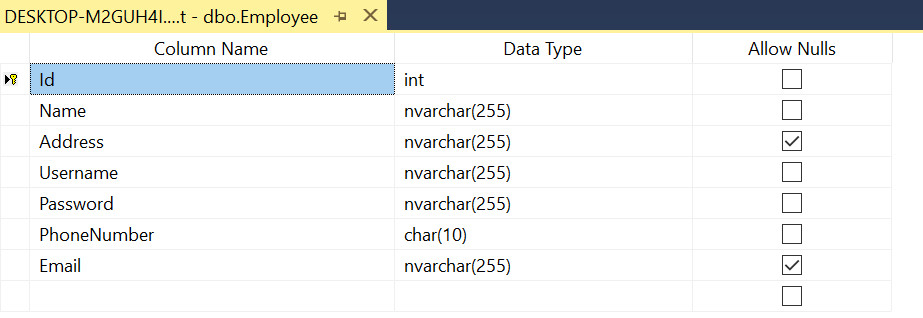 DESKTOP-M2GUH4I....t - dbo.Employee
Column Name Data Type Allow Nulls
Id int
Name nvarchar(255)
Address nvarchar(255)
Username nvarchar(255)
Password nvarchar(255)
PhoneNumber char(10)
Email nvarchar(255)